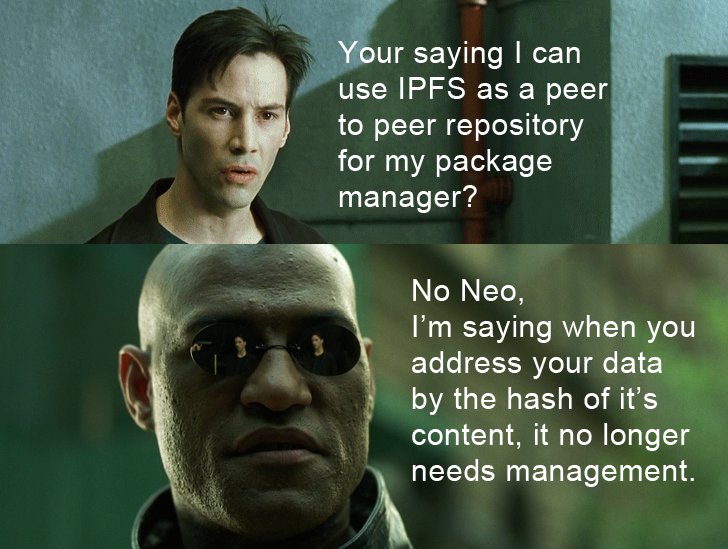 Your saying I can
use IPFS as a peer
to peer repository
for my package
manager?
No Neo,
I'm saying when you
address your data
by the hash of it's
content, it no longer
needs management.